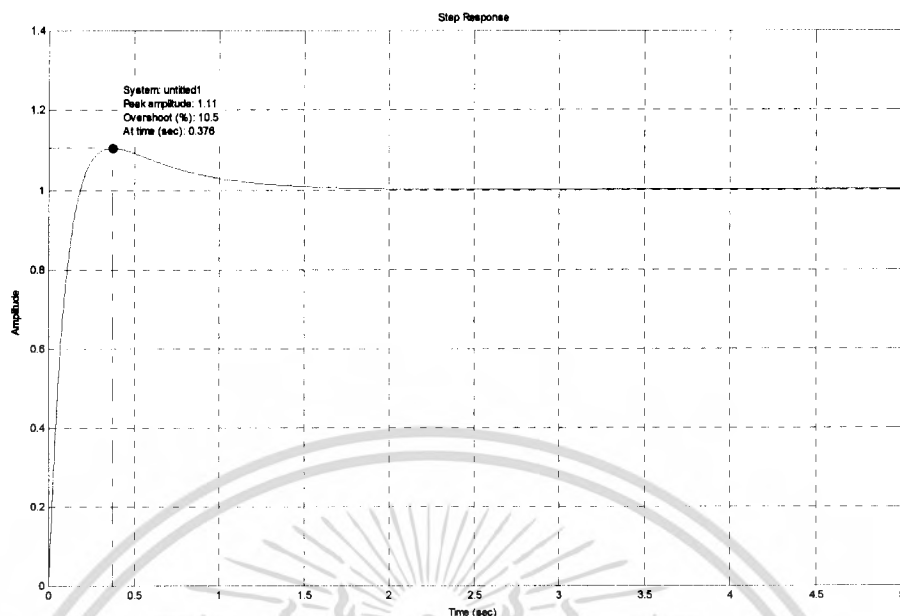 Step Response
1.4
System: untitled1
Peak amplitude: 1.11
Overshoot (%): 10.5
At time (sec): 0.376
1.2
1
0.8
Amplitude
0.6
0.4
0.2
0
0 0.5 1 1.5 2 2.5 3 3.5 4 4.5 5
Time (sec)